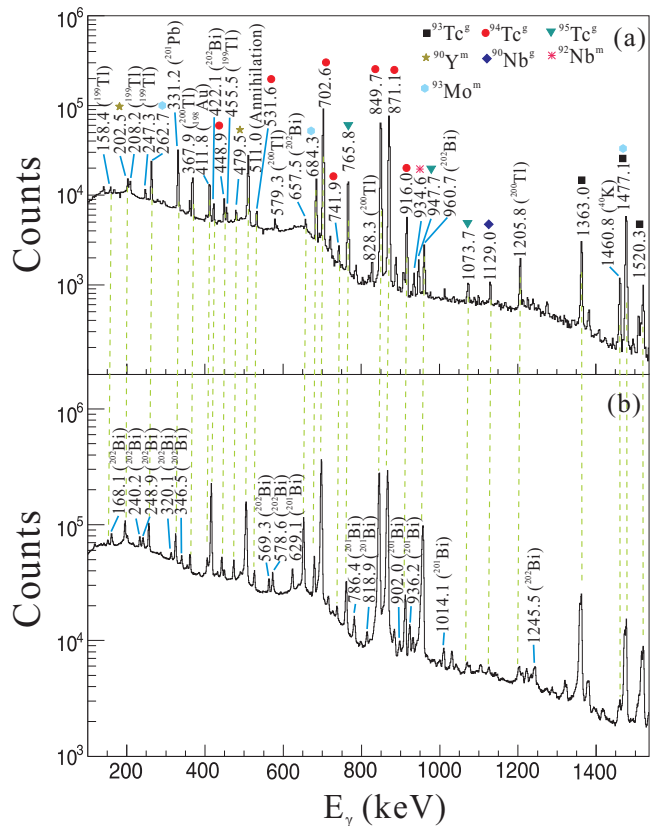 ⁹³Tcᵍ ⁹⁴Tcᵍ ⁹⁵Tcᵍ
⁹⁰Yᵐ ⁹⁰Nbᵍ ⁹²Nbᵐ
⁹³Moᵐ
(a)
Counts
10⁶
10⁵
10⁴
10³
158.4 (¹⁹⁹Tl)
202.5
208.2 (¹⁹⁹Tl)
247.3 (¹⁹⁹Tl)
262.7
331.2 (²⁰¹Pb)
367.9 (²⁰⁰Tl)
411.8 (¹⁹⁸Au)
422.1 (²⁰²Bi)
448.9
455.5 (¹⁹⁹Tl)
479.5
511.0 (Annihilation)
531.6
579.3 (²⁰⁰Tl)
657.5 (²⁰²Bi)
684.3
702.6
741.9
765.8
828.3 (²⁰⁰Tl)
849.7
871.1
916.0
934.6
947.7
960.7 (²⁰²Bi)
1073.7
1129.0
1205.8 (²⁰⁰Tl)
1363.0
1460.8 (⁴⁰K)
1477.1
1520.3
(b)
Counts
10⁶
10⁵
10⁴
10³
168.1 (²⁰²Bi)
240.2 (²⁰²Bi)
248.9 (²⁰²Bi)
320.1 (²⁰²Bi)
346.5 (²⁰²Bi)
569.3 (²⁰²Bi)
578.6 (²⁰²Bi)
629.1 (²⁰¹Bi)
786.4 (²⁰¹Bi)
818.9 (²⁰¹Bi)
902.0 (²⁰¹Bi)
936.2 (²⁰¹Bi)
1014.1 (²⁰¹Bi)
1245.5 (²⁰²Bi)
200 400 600 800 1000 1200 1400
Eᵧ (keV)